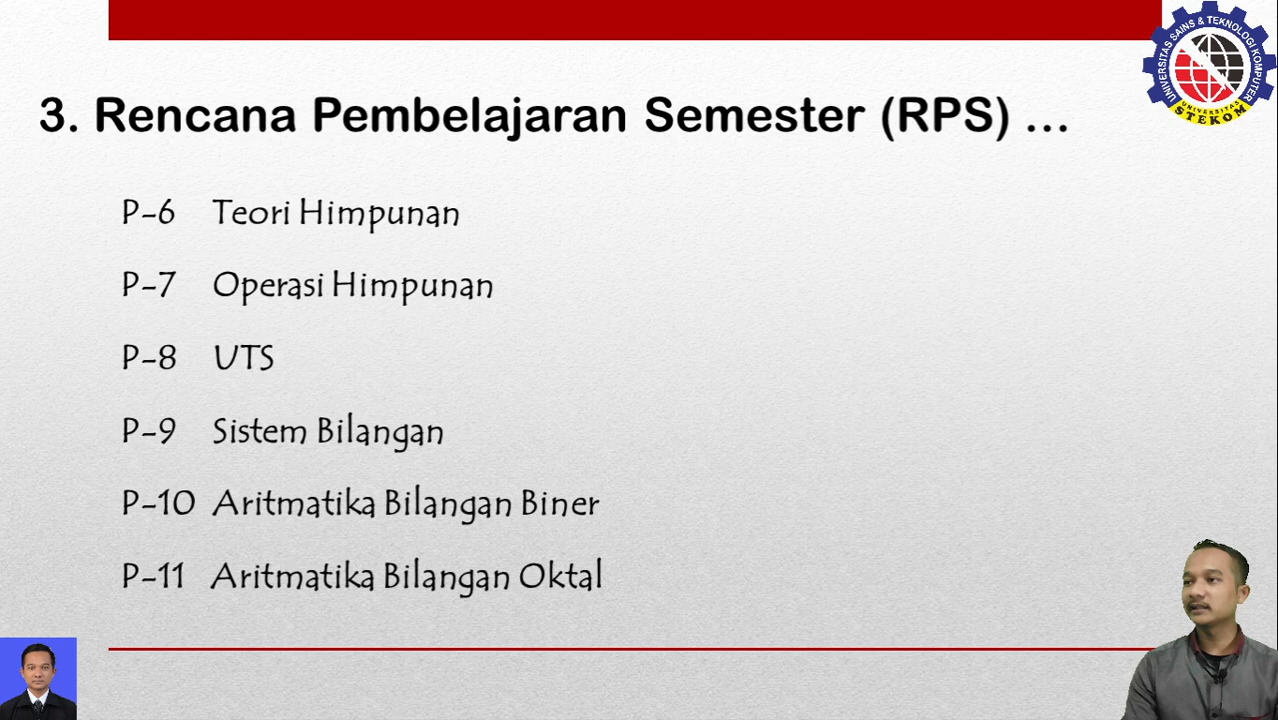 3. Rencana Pembelajaran Semester (RPS) ...
UNIVERSITAS SAINS & TEKNOLOGI KOMPUTER
UNIVERSITAS
STEKOM
P-6 Teori Himpunan
P-7 Operasi Himpunan
P-8 UTS
P-9 Sistem Bilangan
P-10 Aritmatika Bilangan Biner
P-11 Aritmatika Bilangan Oktal